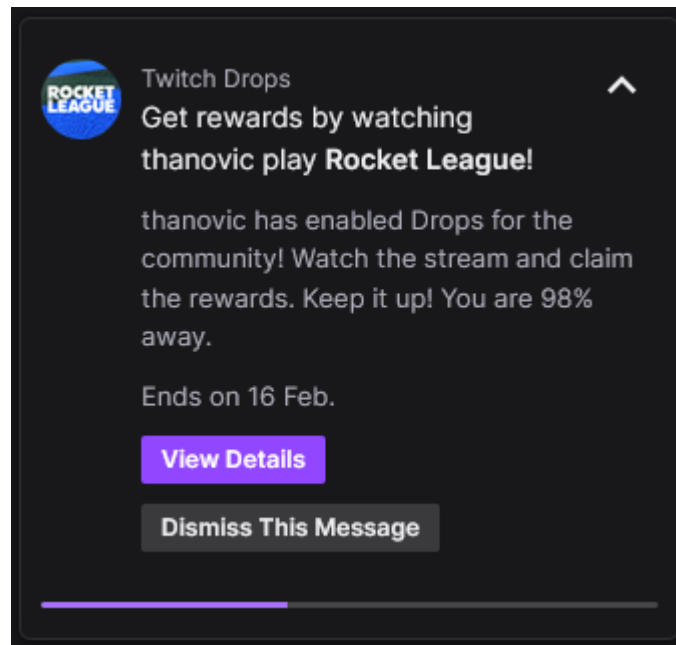 ROCKET
LEAGUE
Twitch Drops
Get rewards by watching
thanovic play Rocket League!
thanovic has enabled Drops for the
community! Watch the stream and claim
the rewards. Keep it up! You are 98%
away.
Ends on 16 Feb.
View Details
Dismiss This Message